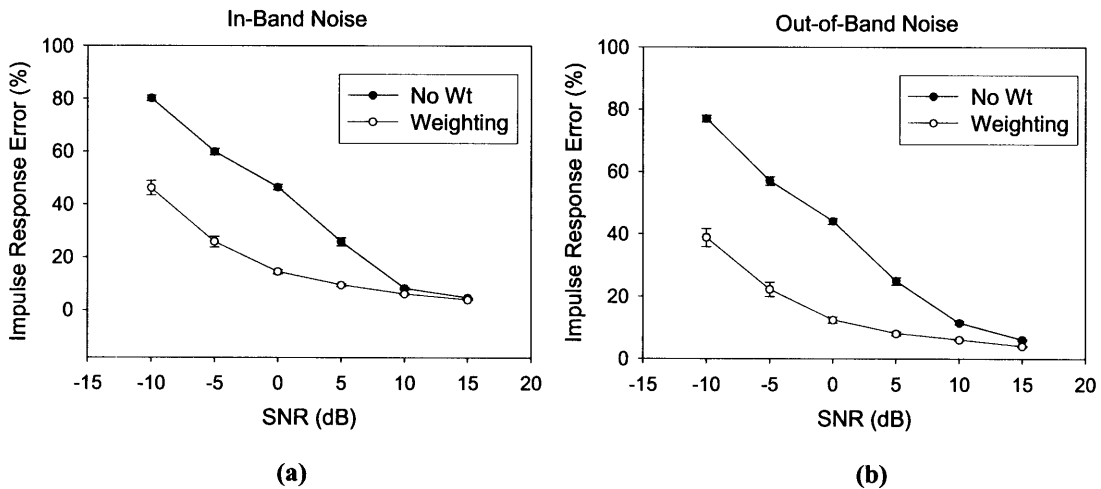 In-Band Noise
Impulse Response Error (%)
100
80
60
40
20
0
No Wt
Weighting
-15 -10 -5 0 5 10 15 20
SNR (dB)
(a)
Out-of-Band Noise
Impulse Response Error (%)
100
80
60
40
20
0
No Wt
Weighting
-15 -10 -5 0 5 10 15 20
SNR (dB)
(b)